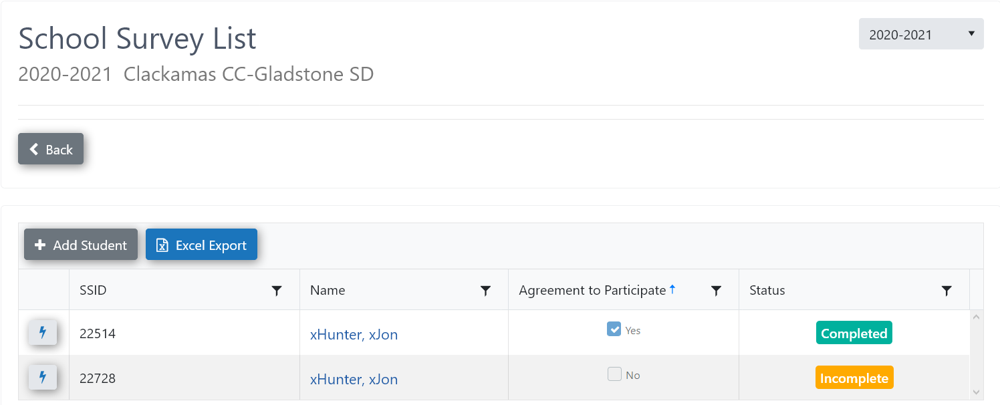 School Survey List
2020-2021
2020-2021 Clackamas CC-Gladstone SD
Back
Add Student
Excel Export
SSID
Name
Agreement to Participate
Status
22514
xHunter, xJon
Yes
Completed
22728
xHunter, xJon
No
Incomplete